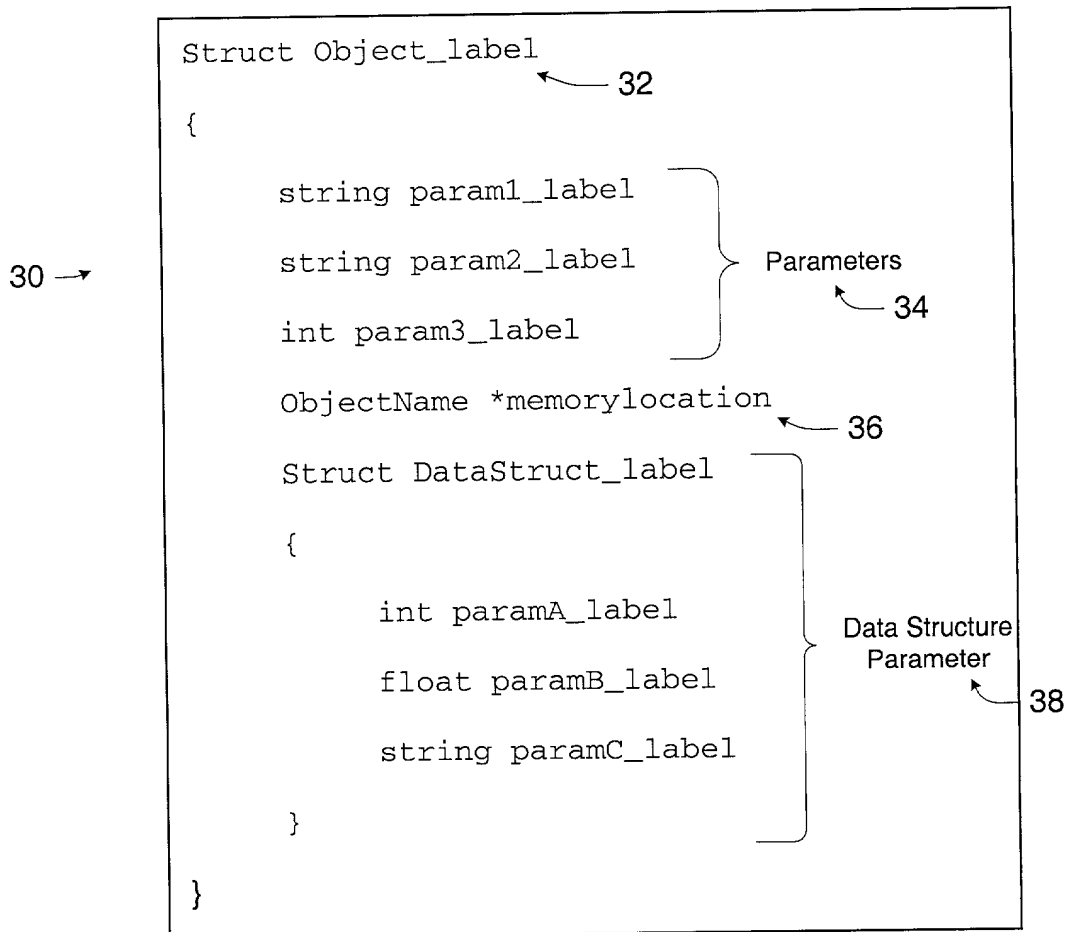 Struct Object_label
32
{
string param1_label
string param2_label
30
Parameters
34
int param3_label
ObjectName *memorylocation
36
Struct DataStruct_label
{
int paramA_label
Data Structure
Parameter
float paramB_label
38
string paramC_label
}
}